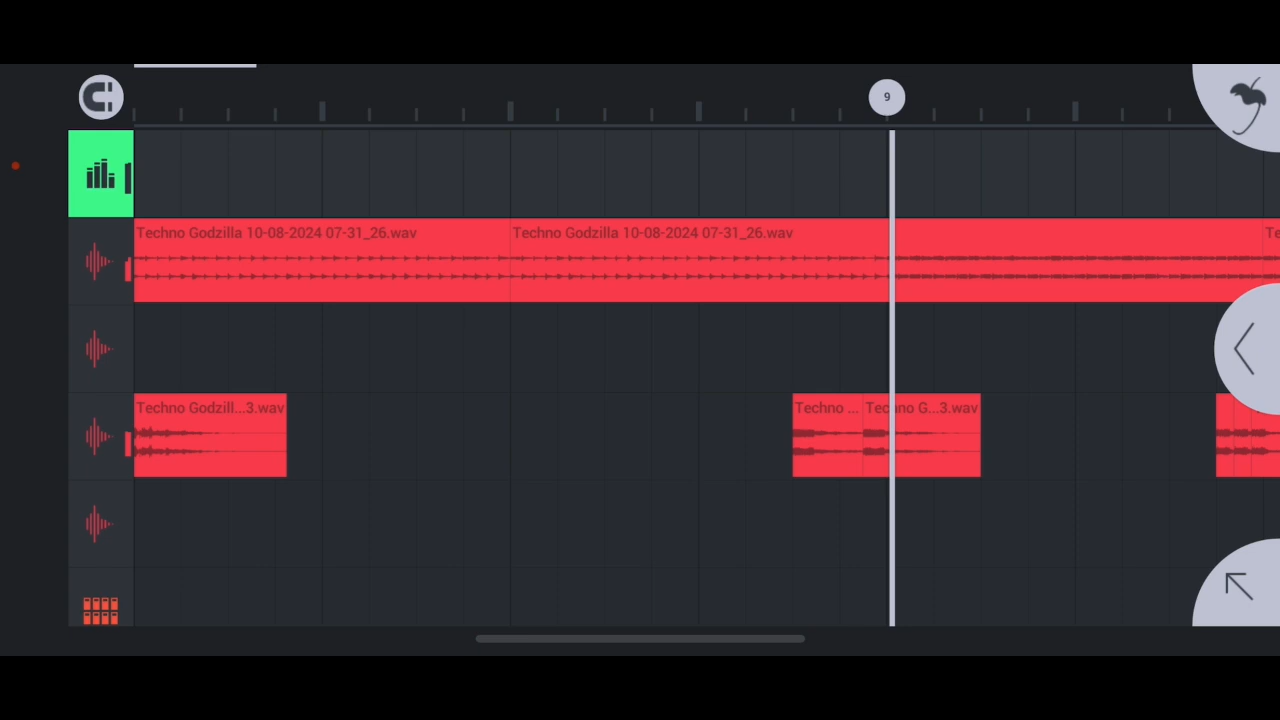 9
Techno Godzilla 10-08-2024 07-31_26.wav
Techno Godzilla 10-08-2024 07-31_26.wav
Te
Techno Godzill...3.wav
Techno ...
Techno G...3.wav